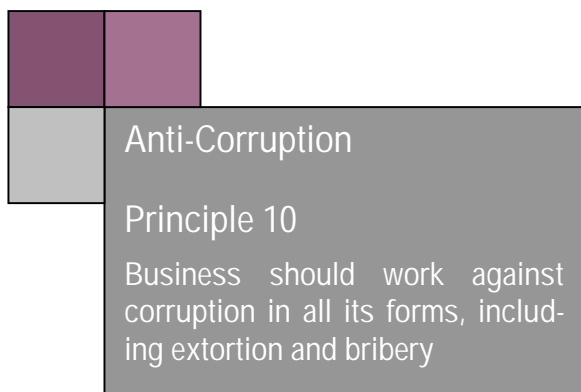 Anti-Corruption
Principle 10
Business should work against
corruption in all its forms, includ-
ing extortion and bribery